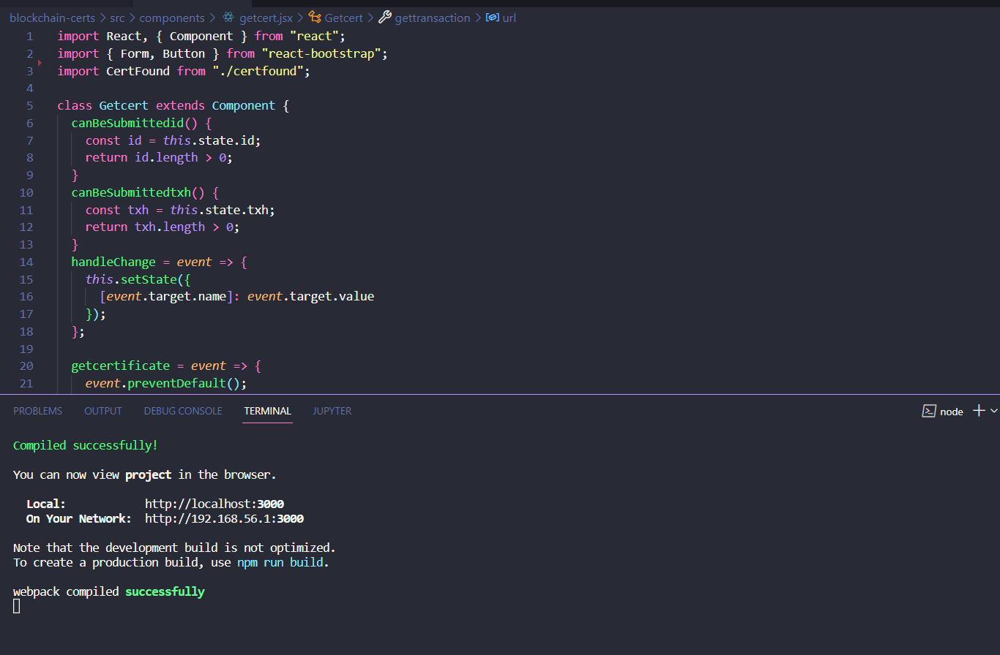 blockchain-certs > src > components > getcert.jsx > Getcert > gettransaction > url
1 import React, { Component } from "react";
2 import { Form, Button } from "react-bootstrap";
3 import CertFound from "./certfound";
4
5 class Getcert extends Component {
6 canBeSubmittedid() {
7 const id = this.state.id;
8 return id.length > 0;
9 }
10 canBeSubmittedtxh() {
11 const txh = this.state.txh;
12 return txh.length > 0;
13 }
14 handleChange = event => {
15 this.setState({
16 [event.target.name]: event.target.value
17 });
18 };
19
20 getcertificate = event => {
21 event.preventDefault();
PROBLEMS OUTPUT DEBUG CONSOLE TERMINAL JUPYTER node
Compiled successfully!
You can now view project in the browser.
Local: http://localhost:3000
On Your Network: http://192.168.56.1:3000
Note that the development build is not optimized.
To create a production build, use npm run build.
webpack compiled successfully